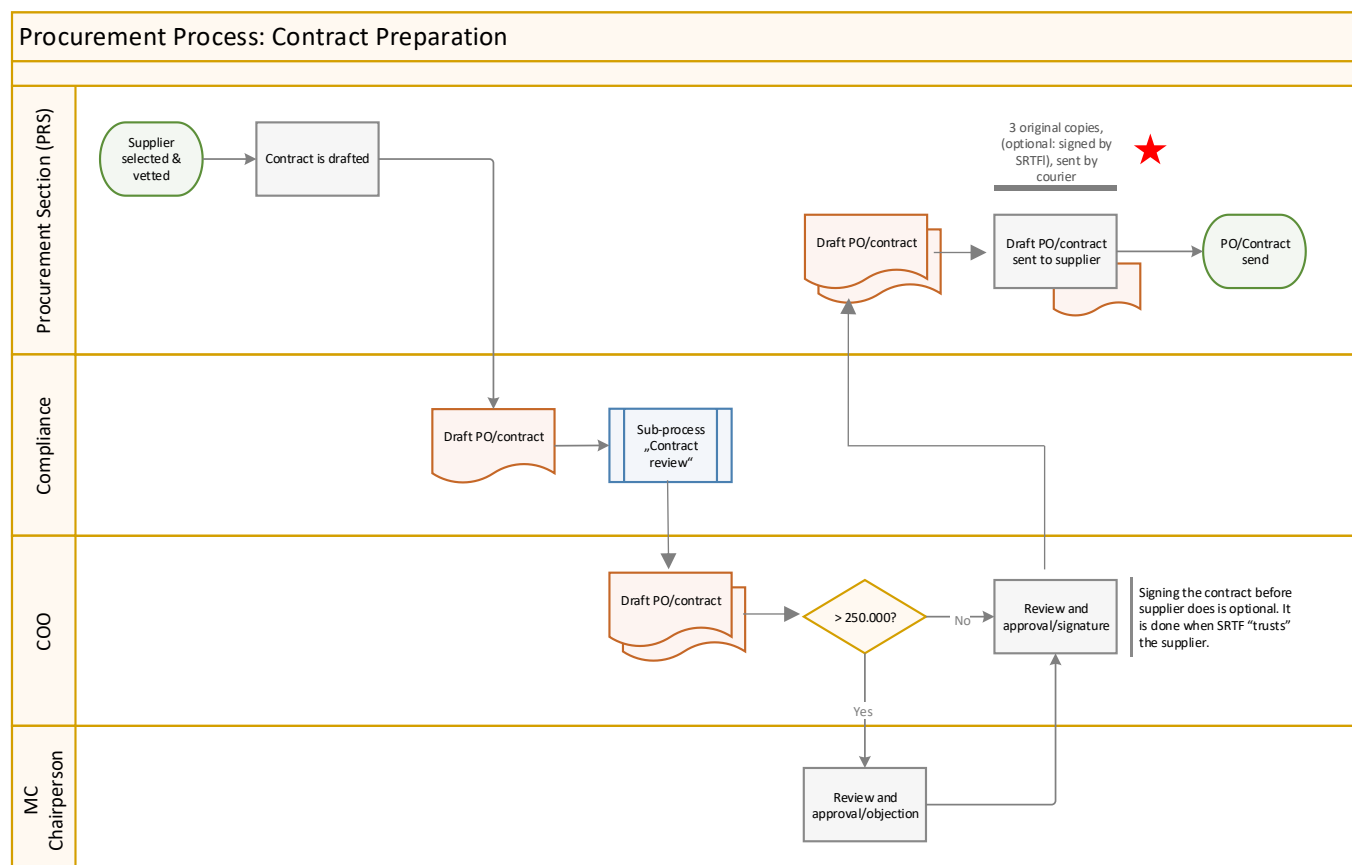 Procurement Process: Contract Preparation
Procurement Section (PRS)
Supplier
selected &
vetted
Contract is drafted
3 original copies,
(optional: signed by
SRTFI), sent by
courier
Draft PO/contract
Draft PO/contract
sent to supplier
PO/Contract
send
Compliance
Draft PO/contract
Sub-process
„Contract
review“
COO
Draft PO/contract
> 250.000?
No
Yes
Review and
approval/signature
Signing the contract before
supplier does is optional. It
is done when SRTF “trusts”
the supplier.
MC
Chairperson
Review and
approval/objection